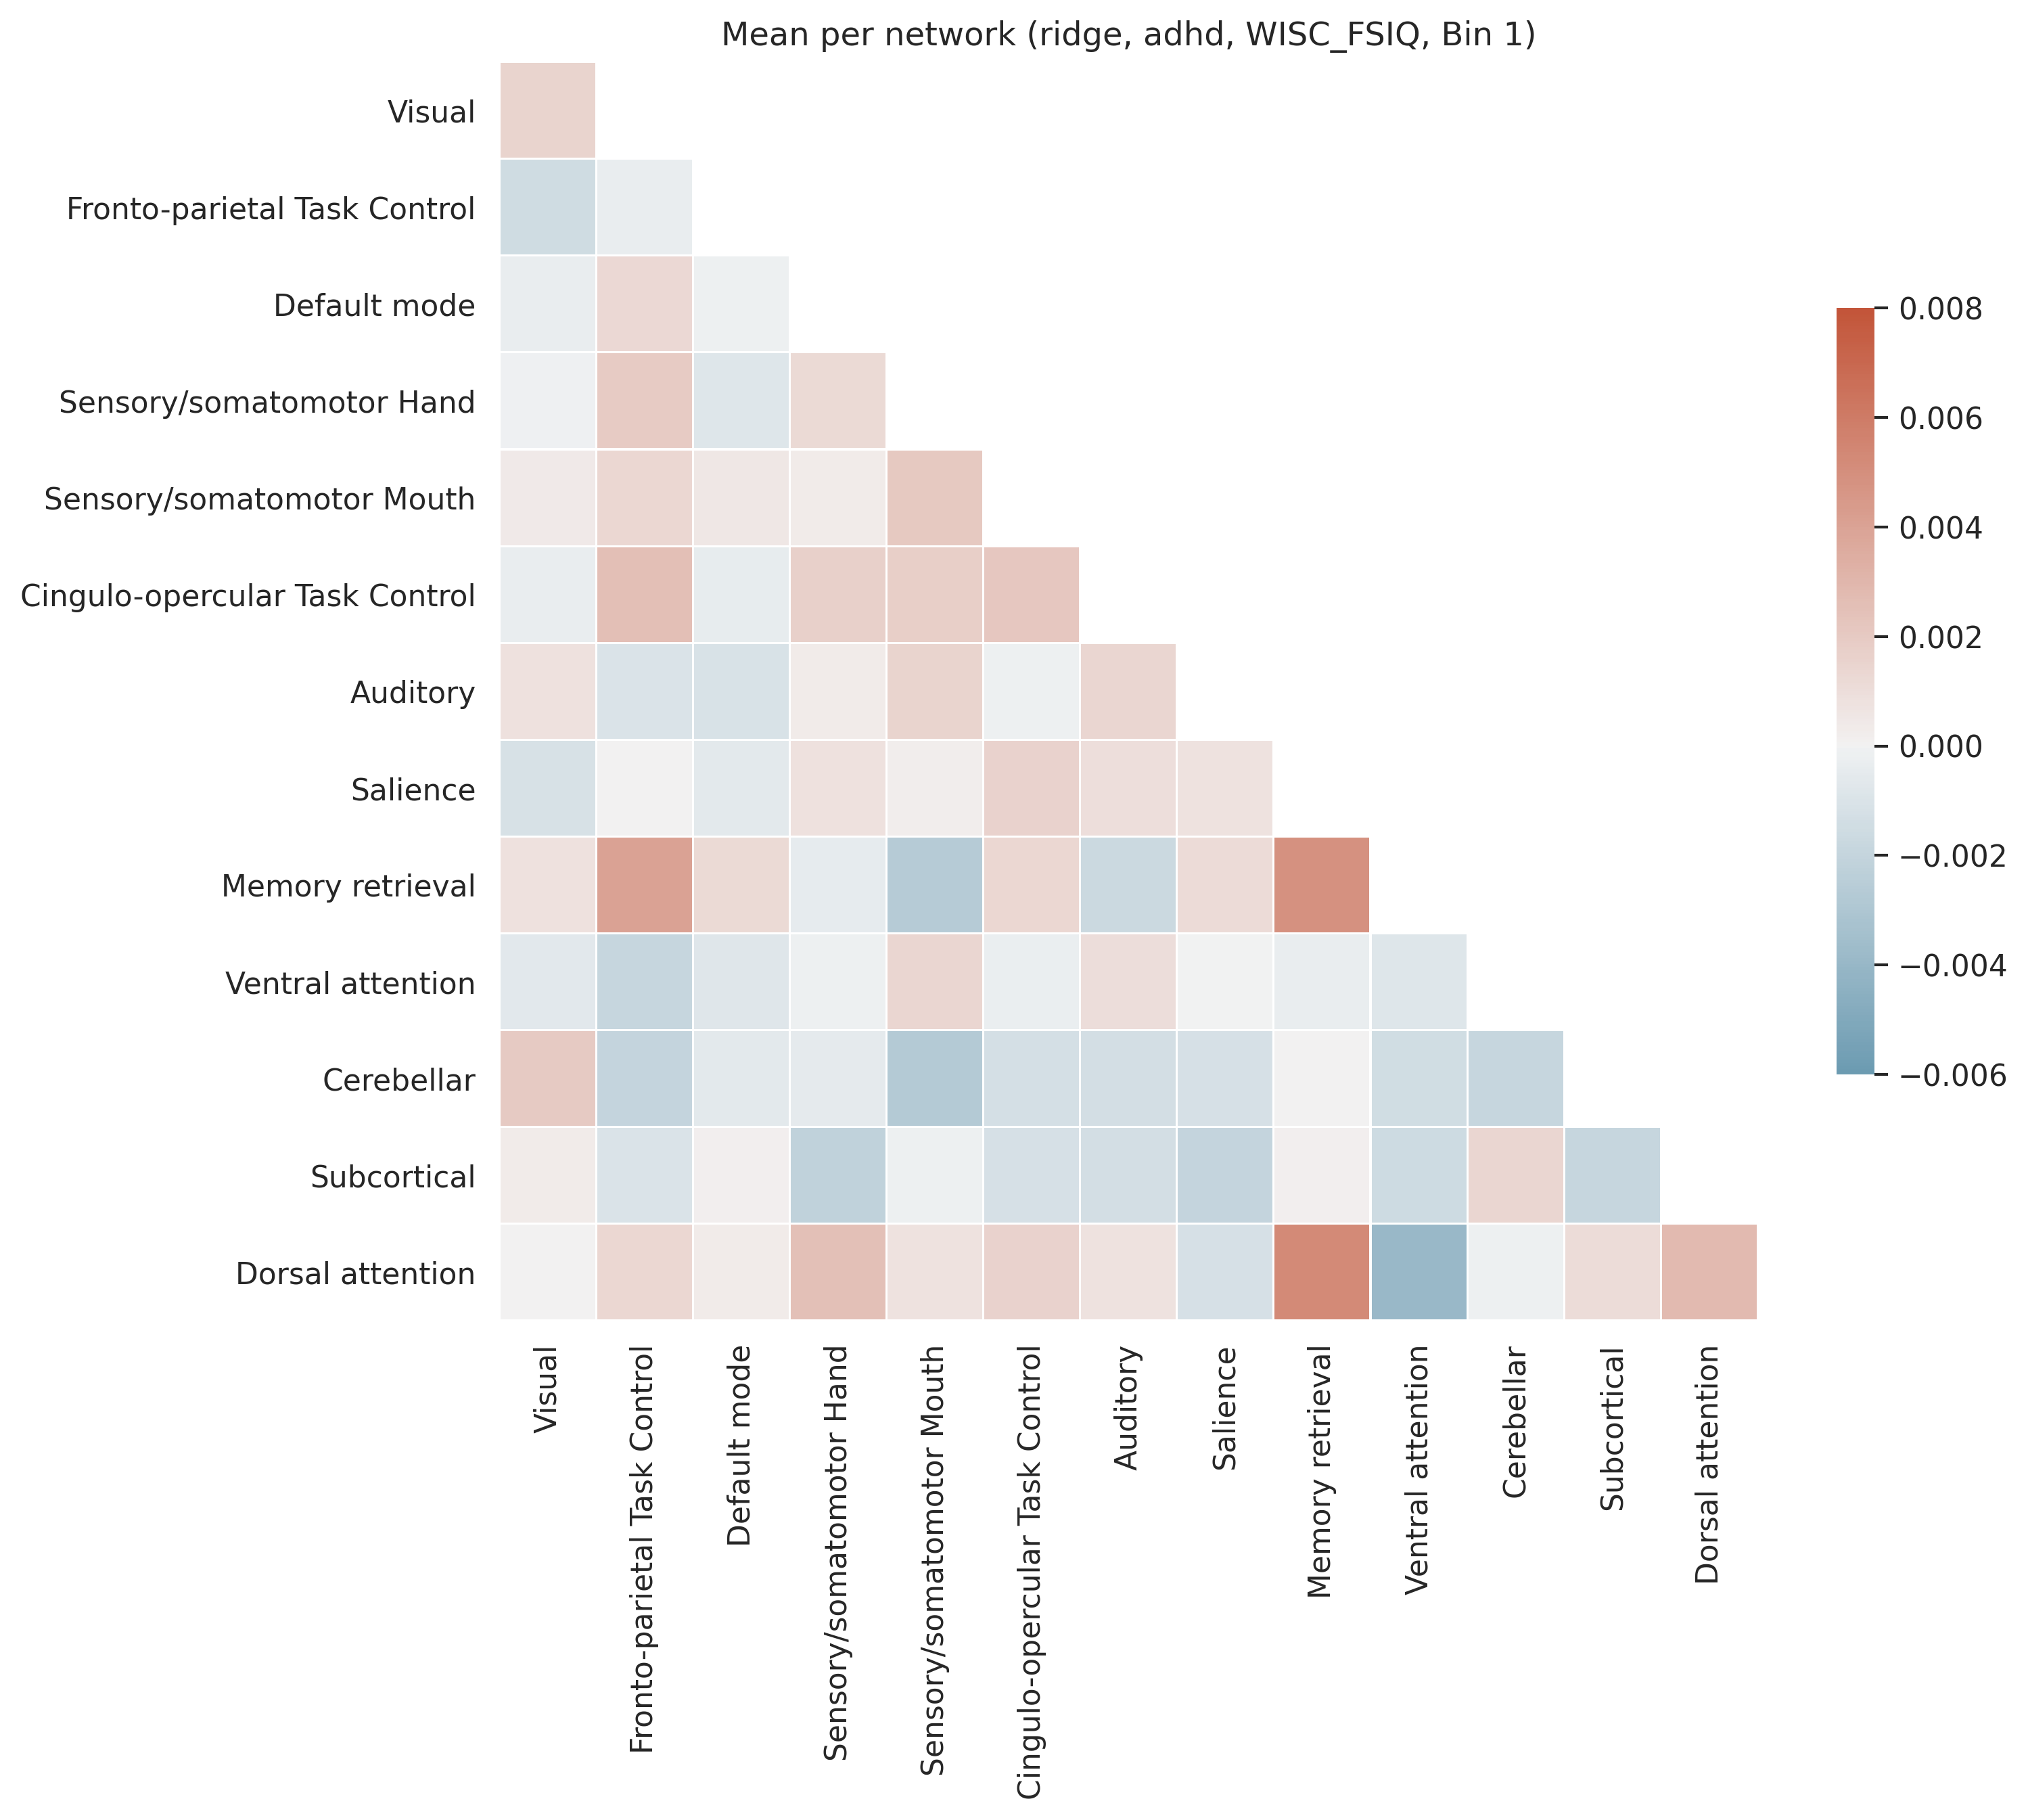 Mean per network (ridge, adhd, WISC_FSIQ, Bin 1)
Visual
Fronto-parietal Task Control
Default mode
Sensory/somatomotor Hand
Sensory/somatomotor Mouth
Cingulo-opercular Task Control
Auditory
Salience
Memory retrieval
Ventral attention
Cerebellar
Subcortical
Dorsal attention
Visual
Fronto-parietal Task Control
Default mode
Sensory/somatomotor Hand
Sensory/somatomotor Mouth
Cingulo-opercular Task Control
Auditory
Salience
Memory retrieval
Ventral attention
Cerebellar
Subcortical
Dorsal attention
0.008
0.006
0.004
0.002
0.000
−0.002
−0.004
−0.006